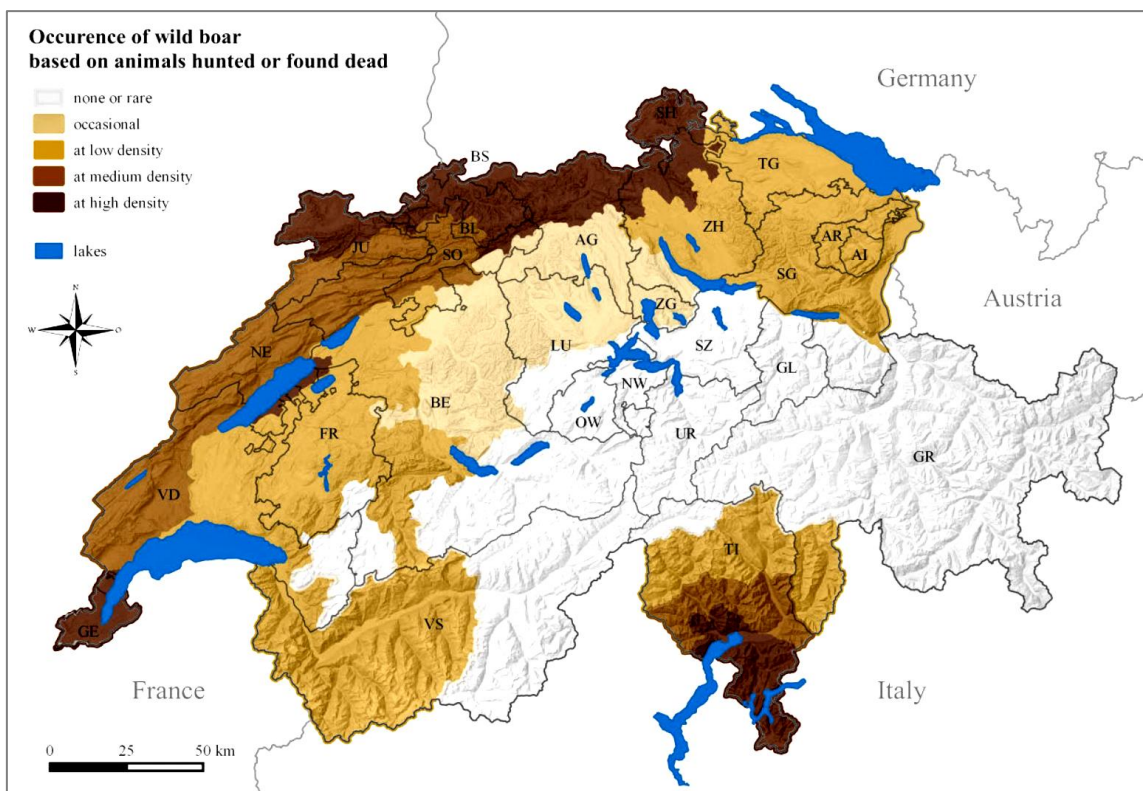 Occurence of wild boar
based on animals hunted or found dead
none or rare
occasional
at low density
at medium density
at high density
lakes
N
W
O
S
Germany
SH
BS
TG
BL
JU
SO
AG
ZH
AR
AI
SG
Austria
ZG
NE
LU
SZ
GL
NW
BE
OW
FR
UR
GR
VD
TI
VS
GE
France
Italy
0 25 50 km